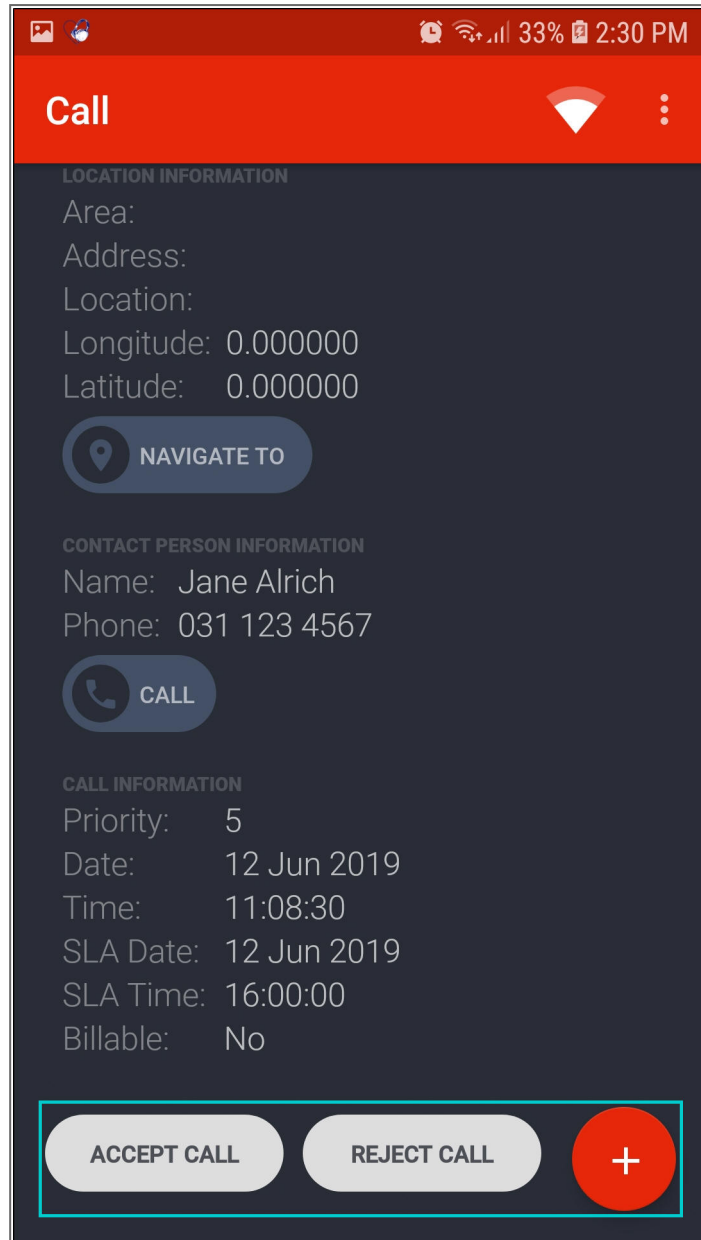 33% 2:30 PM
Call
LOCATION INFORMATION
Area:
Address:
Location:
Longitude: 0.000000
Latitude: 0.000000
NAVIGATE TO
CONTACT PERSON INFORMATION
Name: Jane Alrich
Phone: 031 123 4567
CALL
CALL INFORMATION
Priority: 5
Date: 12 Jun 2019
Time: 11:08:30
SLA Date: 12 Jun 2019
SLA Time: 16:00:00
Billable: No
ACCEPT CALL REJECT CALL +